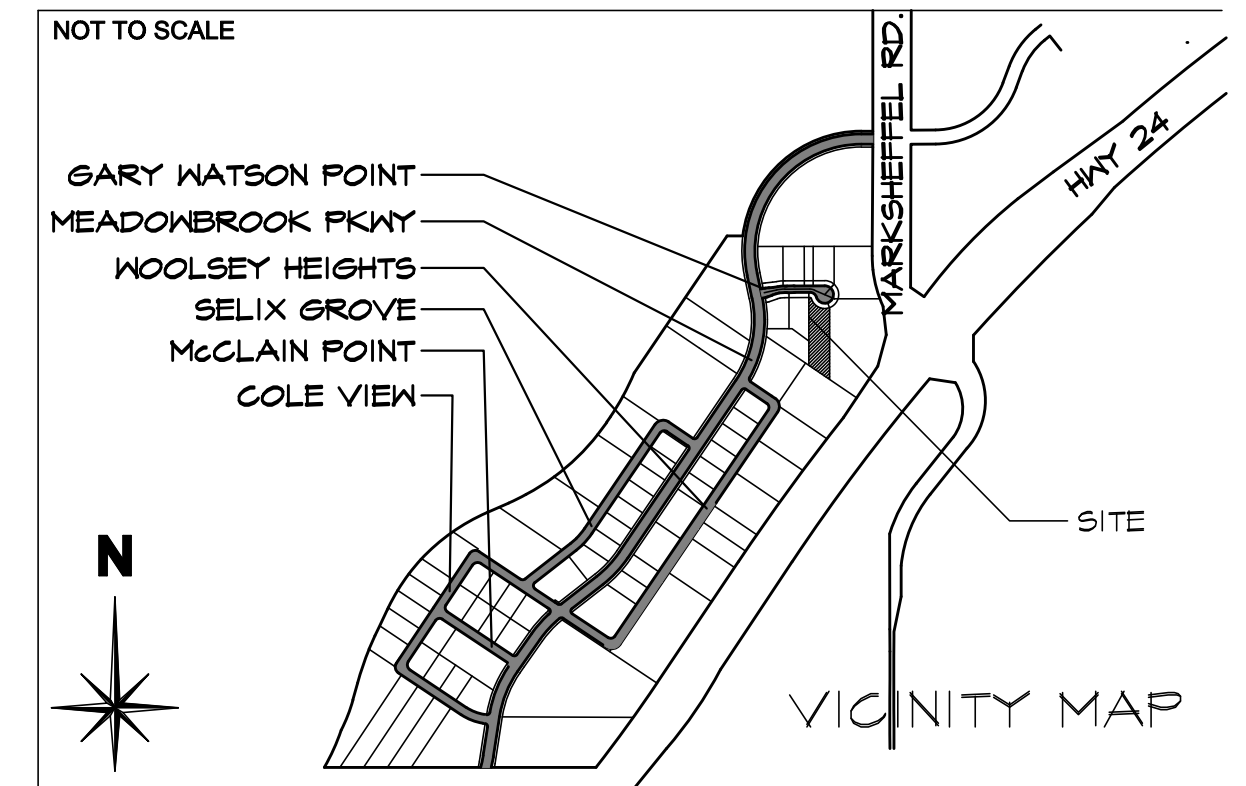 NOT TO SCALE
MARKSHEFFEL RD.
HWY 24
GARY WATSON POINT
MEADOWBROOK PKWY
WOOLSEY HEIGHTS
SELIX GROVE
McCLAIN POINT
COLE VIEW
SITE
N
VICINITY MAP